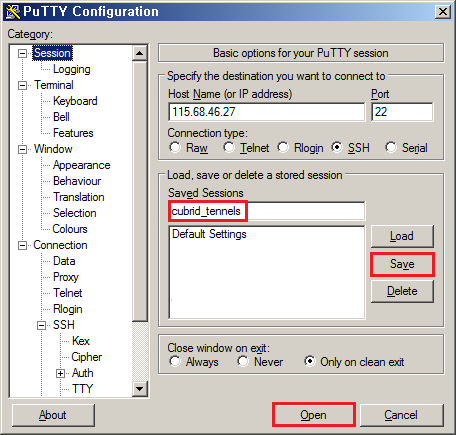 PuTTY Configuration
Category:
Session
Logging
Terminal
Keyboard
Bell
Features
Window
Appearance
Behaviour
Translation
Selection
Colours
Connection
Data
Proxy
Telnet
Rlogin
SSH
Kex
Cipher
Auth
TTY
Basic options for your PuTTY session
Specify the destination you want to connect to
Host Name (or IP address) Port
115.68.46.27 22
Connection type:
Raw Telnet Rlogin SSH Serial
Load, save or delete a stored session
Saved Sessions
cubrid_tennels
Default Settings
Load
Save
Delete
Close window on exit:
Always Never Only on clean exit
About Open Cancel